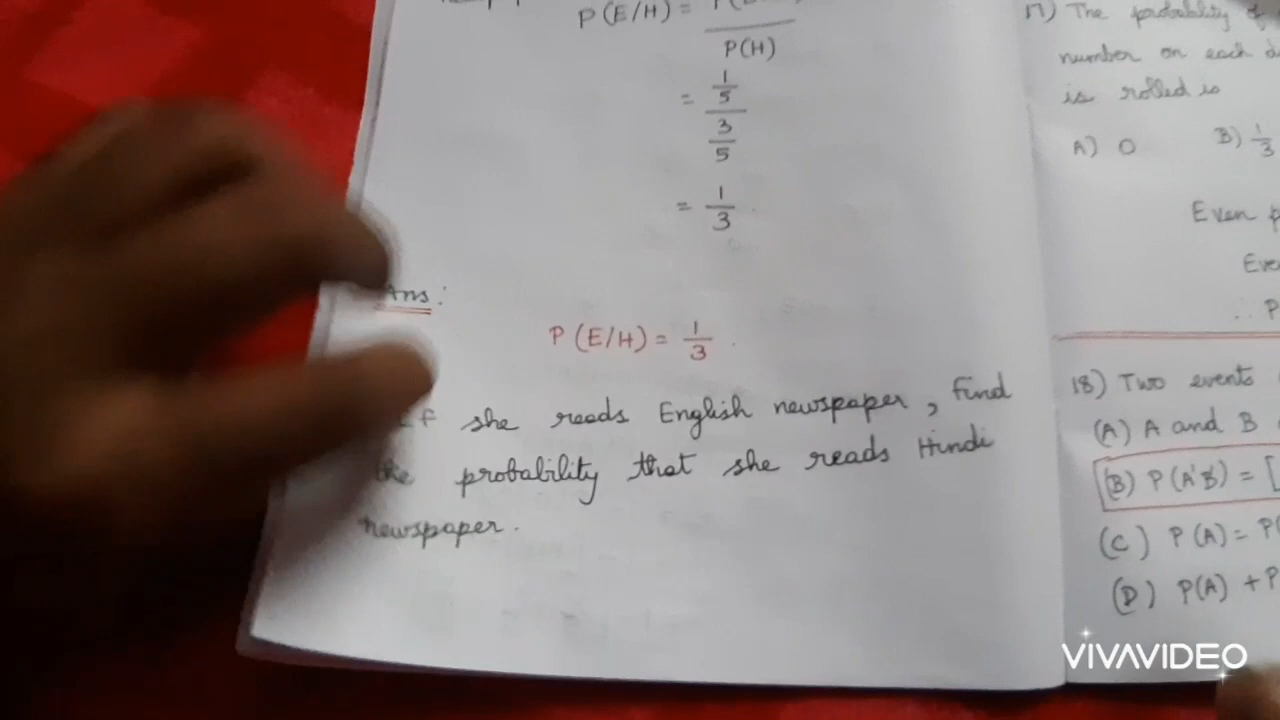 P(E/H) =
P(H)
= 1/5 / 3/5
= 1/3
Ans:
P(E/H) = 1/3
she reads English newspaper, find
the probability that she reads Hindi
newspaper.
17) The probability of
number on each
is rolled is
A) 0 B) 1/3
Even
18) Two events
(A) A and B
(B) P(A'B') = [
(C) P(A) = P(
(D) P(A) + P
VIVAVIDEO